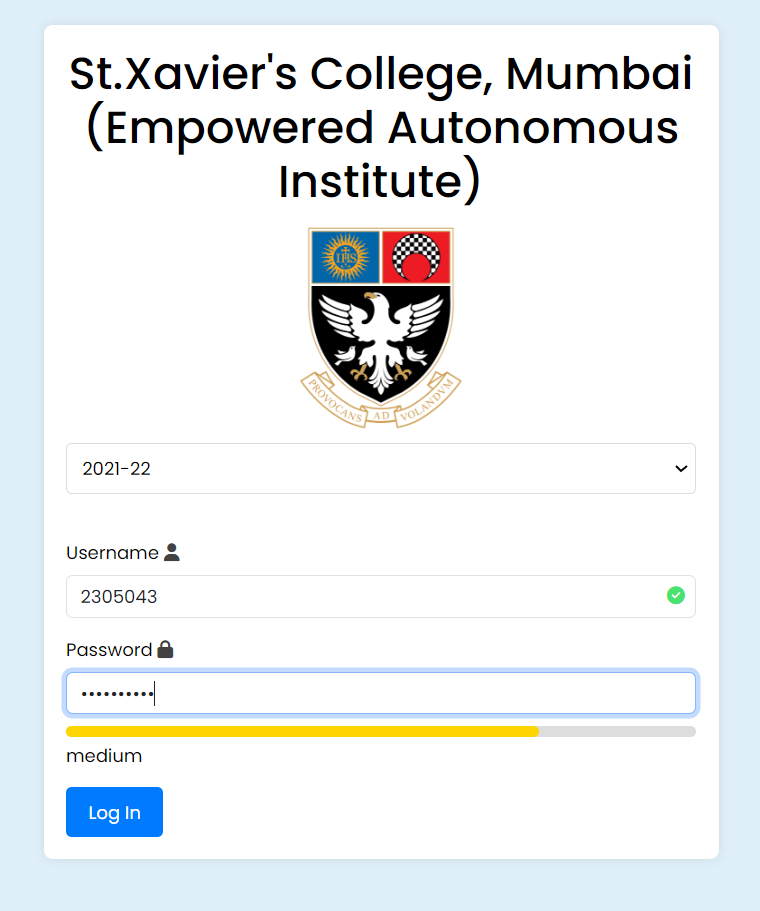 St.Xavier's College, Mumbai
(Empowered Autonomous
Institute)
IHS
PROVOCANS AD VOLANDVM
2021-22
Username
2305043
Password
••••••••••
medium
Log In